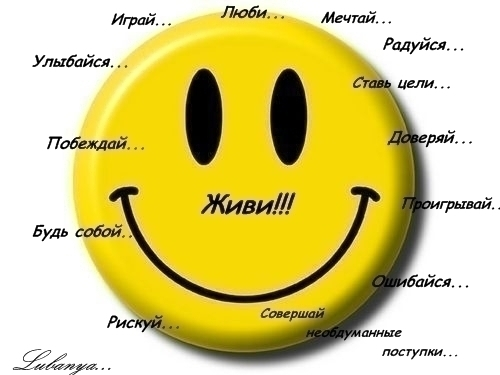 Люби...
Играй...
Мечтай...
Радуйся...
Улыбайся...
Ставь цели...
Побеждай...
Доверяй...
Живи!!!
Проигрывай..
Будь собой..
Ошибайся...
Рискуй...
Совершай
необдуманные
поступки...
Lubanya...